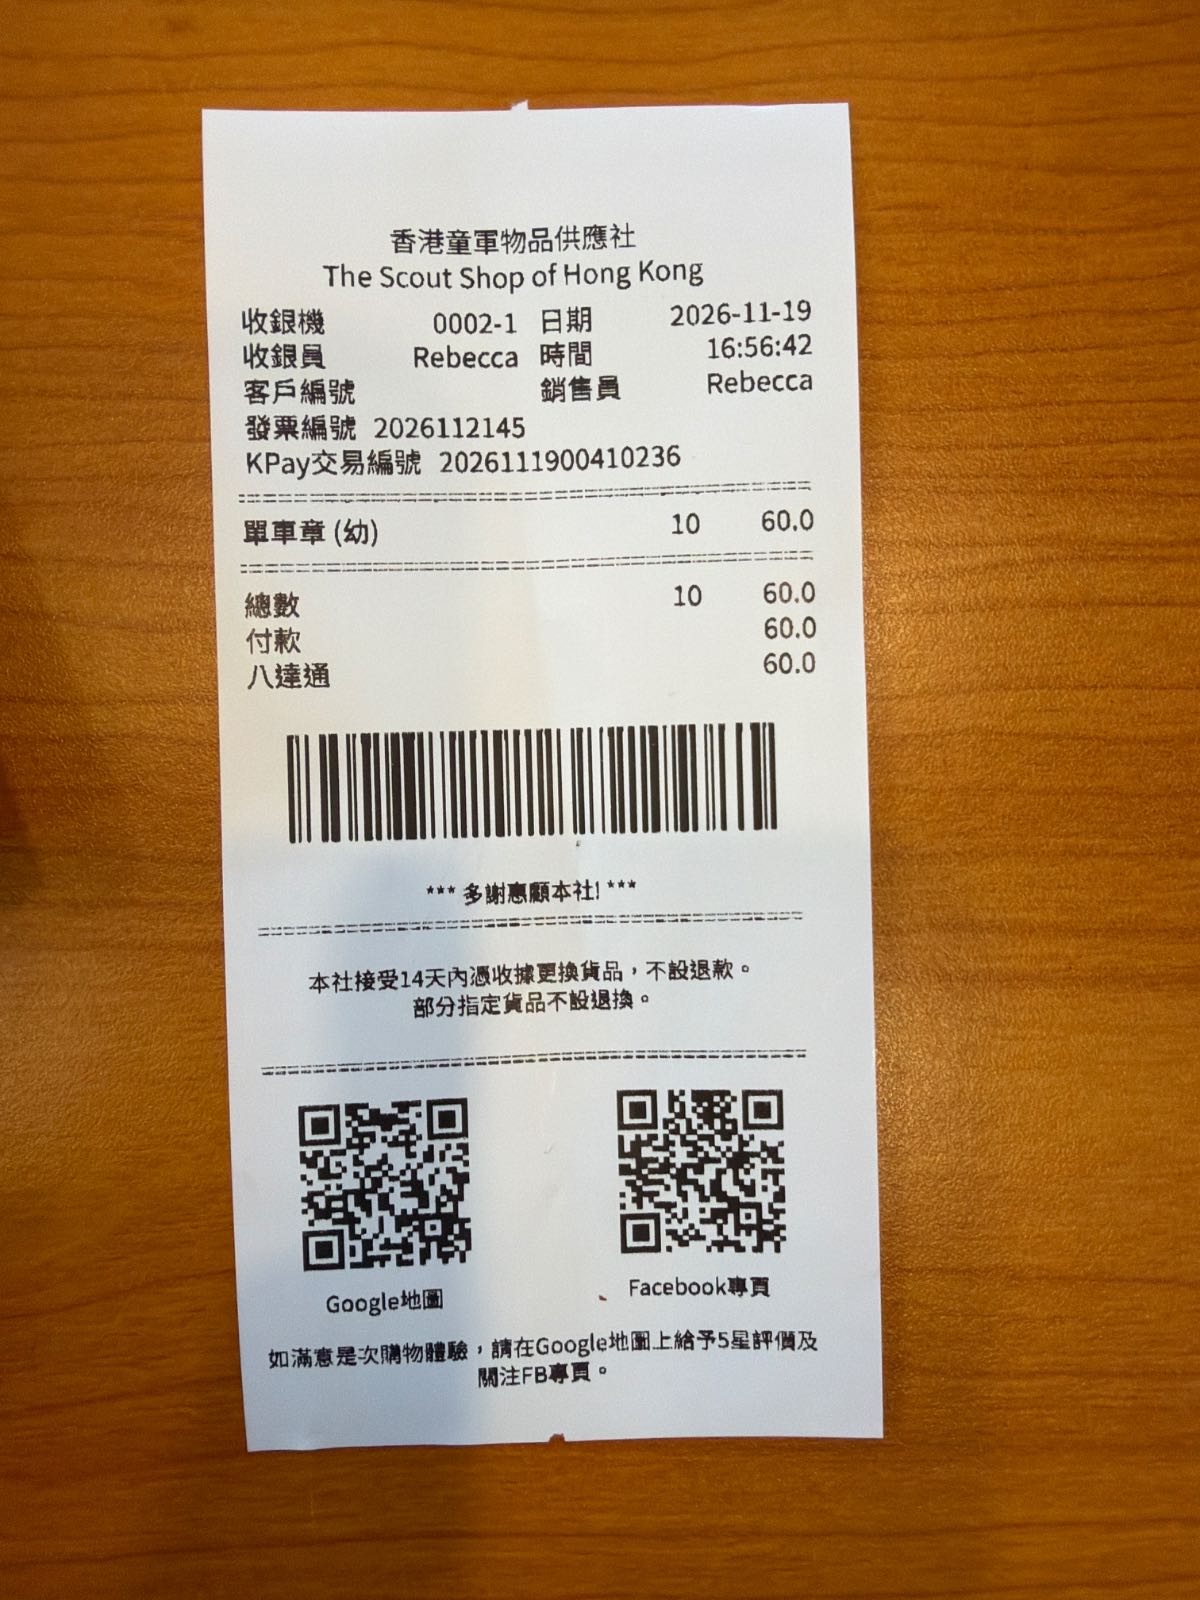 香港童軍物品供應社
The Scout Shop of Hong Kong
收銀機 0002-1 日期 2026-11-19
收銀員 Rebecca 時間 16:56:42
客戶編號 銷售員 Rebecca
發票編號 2026112145
KPay交易編號 2026111900410236
單車章 (幼) 10 60.0
總數 10 60.0
付款 60.0
八達通 60.0
*** 多謝惠顧本社! ***
本社接受14天內憑收據更換貨品，不設退款。
部分指定貨品不設退換。
Google地圖 Facebook專頁
如滿意是次購物體驗，請在Google地圖上給予5星評價及
關注FB專頁。